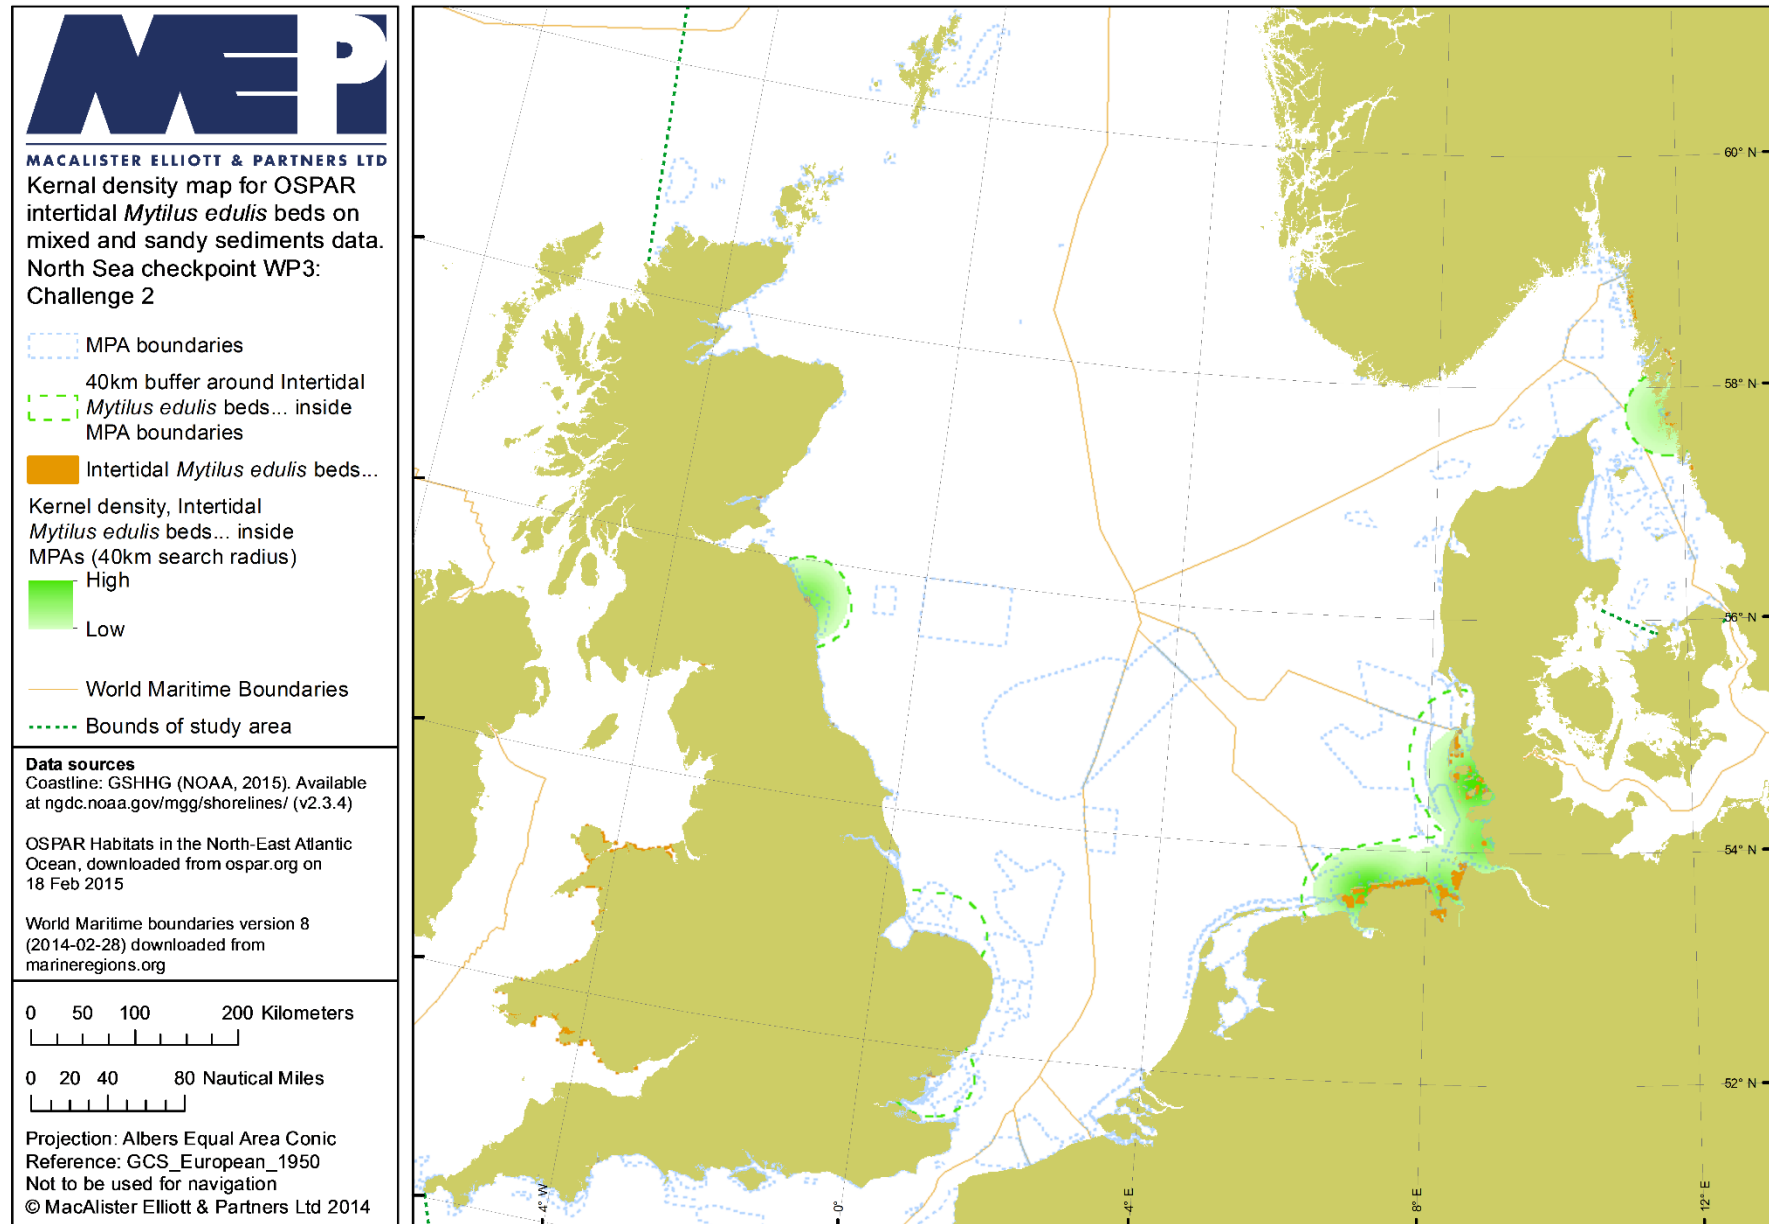 MEP
MACALISTER ELLIOTT & PARTNERS LTD
Kernal density map for OSPAR
intertidal Mytilus edulis beds on
mixed and sandy sediments data.
North Sea checkpoint WP3:
Challenge 2
MPA boundaries
40km buffer around Intertidal
Mytilus edulis beds... inside
MPA boundaries
Intertidal Mytilus edulis beds...
Kernel density, Intertidal
Mytilus edulis beds... inside
MPAs (40km search radius)
High
Low
World Maritime Boundaries
Bounds of study area
Data sources
Coastline: GSHHG (NOAA, 2015). Available
at ngdc.noaa.gov/mgg/shorelines/ (v2.3.4)
OSPAR Habitats in the North-East Atlantic
Ocean, downloaded from ospar.org on
18 Feb 2015
World Maritime boundaries version 8
(2014-02-28) downloaded from
marineregions.org
0 50 100 200 Kilometers
0 20 40 80 Nautical Miles
Projection: Albers Equal Area Conic
Reference: GCS_European_1950
Not to be used for navigation
© MacAlister Elliott & Partners Ltd 2014
60° N
58° N
56° N
54° N
52° N
4° W
0°
4° E
8° E
12° E